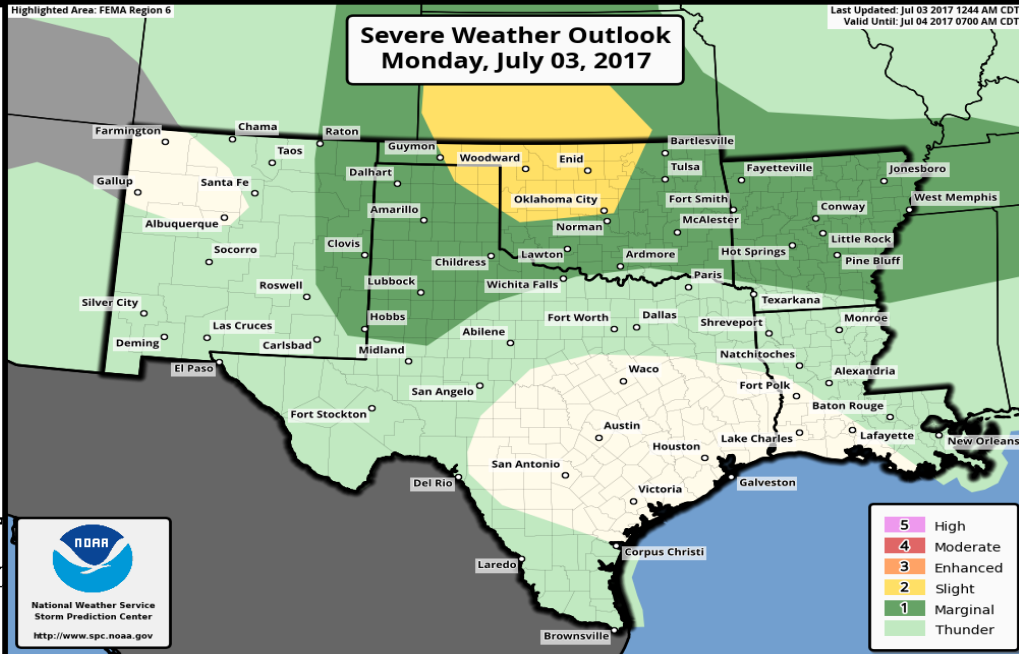 Highlighted Area: FEMA Region 6
Last Updated: Jul 03 2017 1244 AM CDT
Valid Until: Jul 04 2017 0700 AM CDT
Severe Weather Outlook
Monday, July 03, 2017
Farmington
Chama
Raton
Taos
Guymon
Woodward
Enid
Bartlesville
Tulsa
Fayetteville
Jonesboro
Gallup
Santa Fe
Dalhart
Oklahoma City
Fort Smith
West Memphis
Albuquerque
Amarillo
Norman
McAlester
Conway
Socorro
Clovis
Childress
Lawton
Ardmore
Hot Springs
Little Rock
Pine Bluff
Roswell
Lubbock
Wichita Falls
Paris
Texarkana
Silver City
Las Cruces
Hobbs
Abilene
Fort Worth
Dallas
Shreveport
Monroe
Deming
Carlsbad
Midland
Natchitoches
El Paso
San Angelo
Waco
Fort Polk
Alexandria
Fort Stockton
Austin
Baton Rouge
Houston
Lake Charles
Lafayette
New Orleans
Del Rio
San Antonio
Victoria
Galveston
Corpus Christi
Laredo
Brownsville
NOAA
National Weather Service
Storm Prediction Center
http://www.spc.noaa.gov
5 High
4 Moderate
3 Enhanced
2 Slight
1 Marginal
Thunder